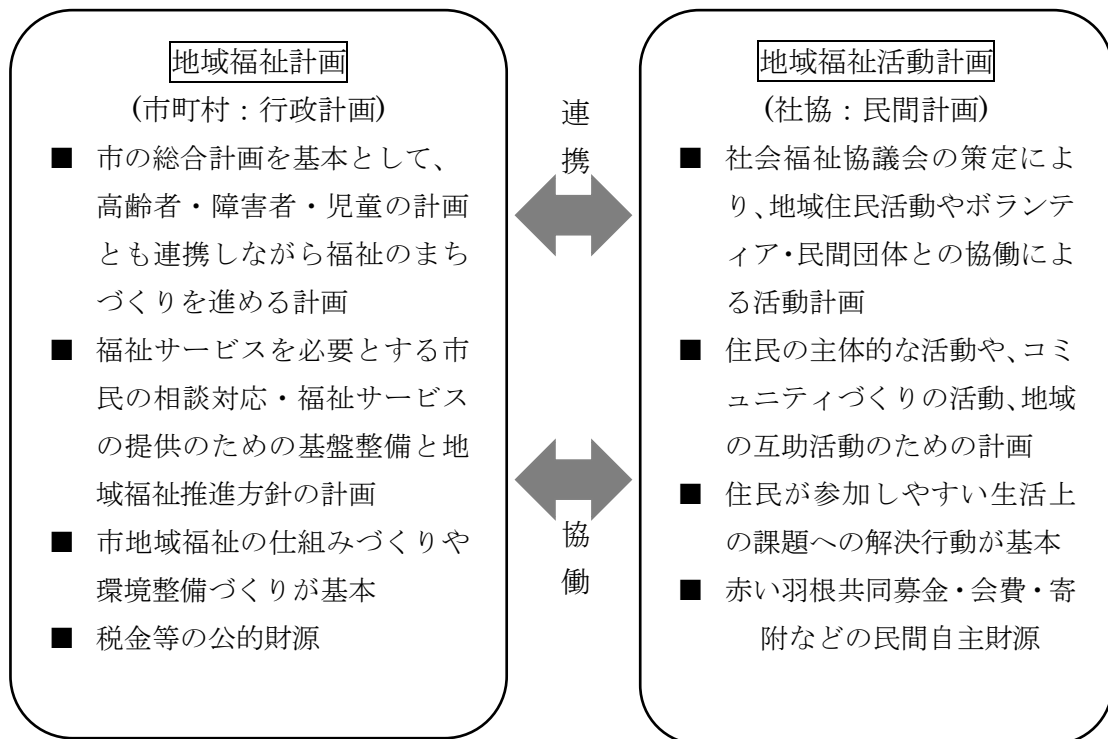 地域福祉計画
(市町村：行政計画)
■ 市の総合計画を基本として、
高齢者・障害者・児童の計画
とも連携しながら福祉のまち
づくりを進める計画
■ 福祉サービスを必要とする市
民の相談対応・福祉サービス
の提供のための基盤整備と地
域福祉推進方針の計画
■ 市地域福祉の仕組みづくりや
環境整備づくりが基本
■ 税金等の公的財源
連
携
協
働
地域福祉活動計画
(社協：民間計画)
■ 社会福祉協議会の策定によ
り、地域住民活動やボランテ
ィア・民間団体との協働によ
る活動計画
■ 住民の主体的な活動や、コミ
ュニティづくりの活動、地域
の互助活動のための計画
■ 住民が参加しやすい生活上
の課題への解決行動が基本
■ 赤い羽根共同募金・会費・寄
附などの民間自主財源